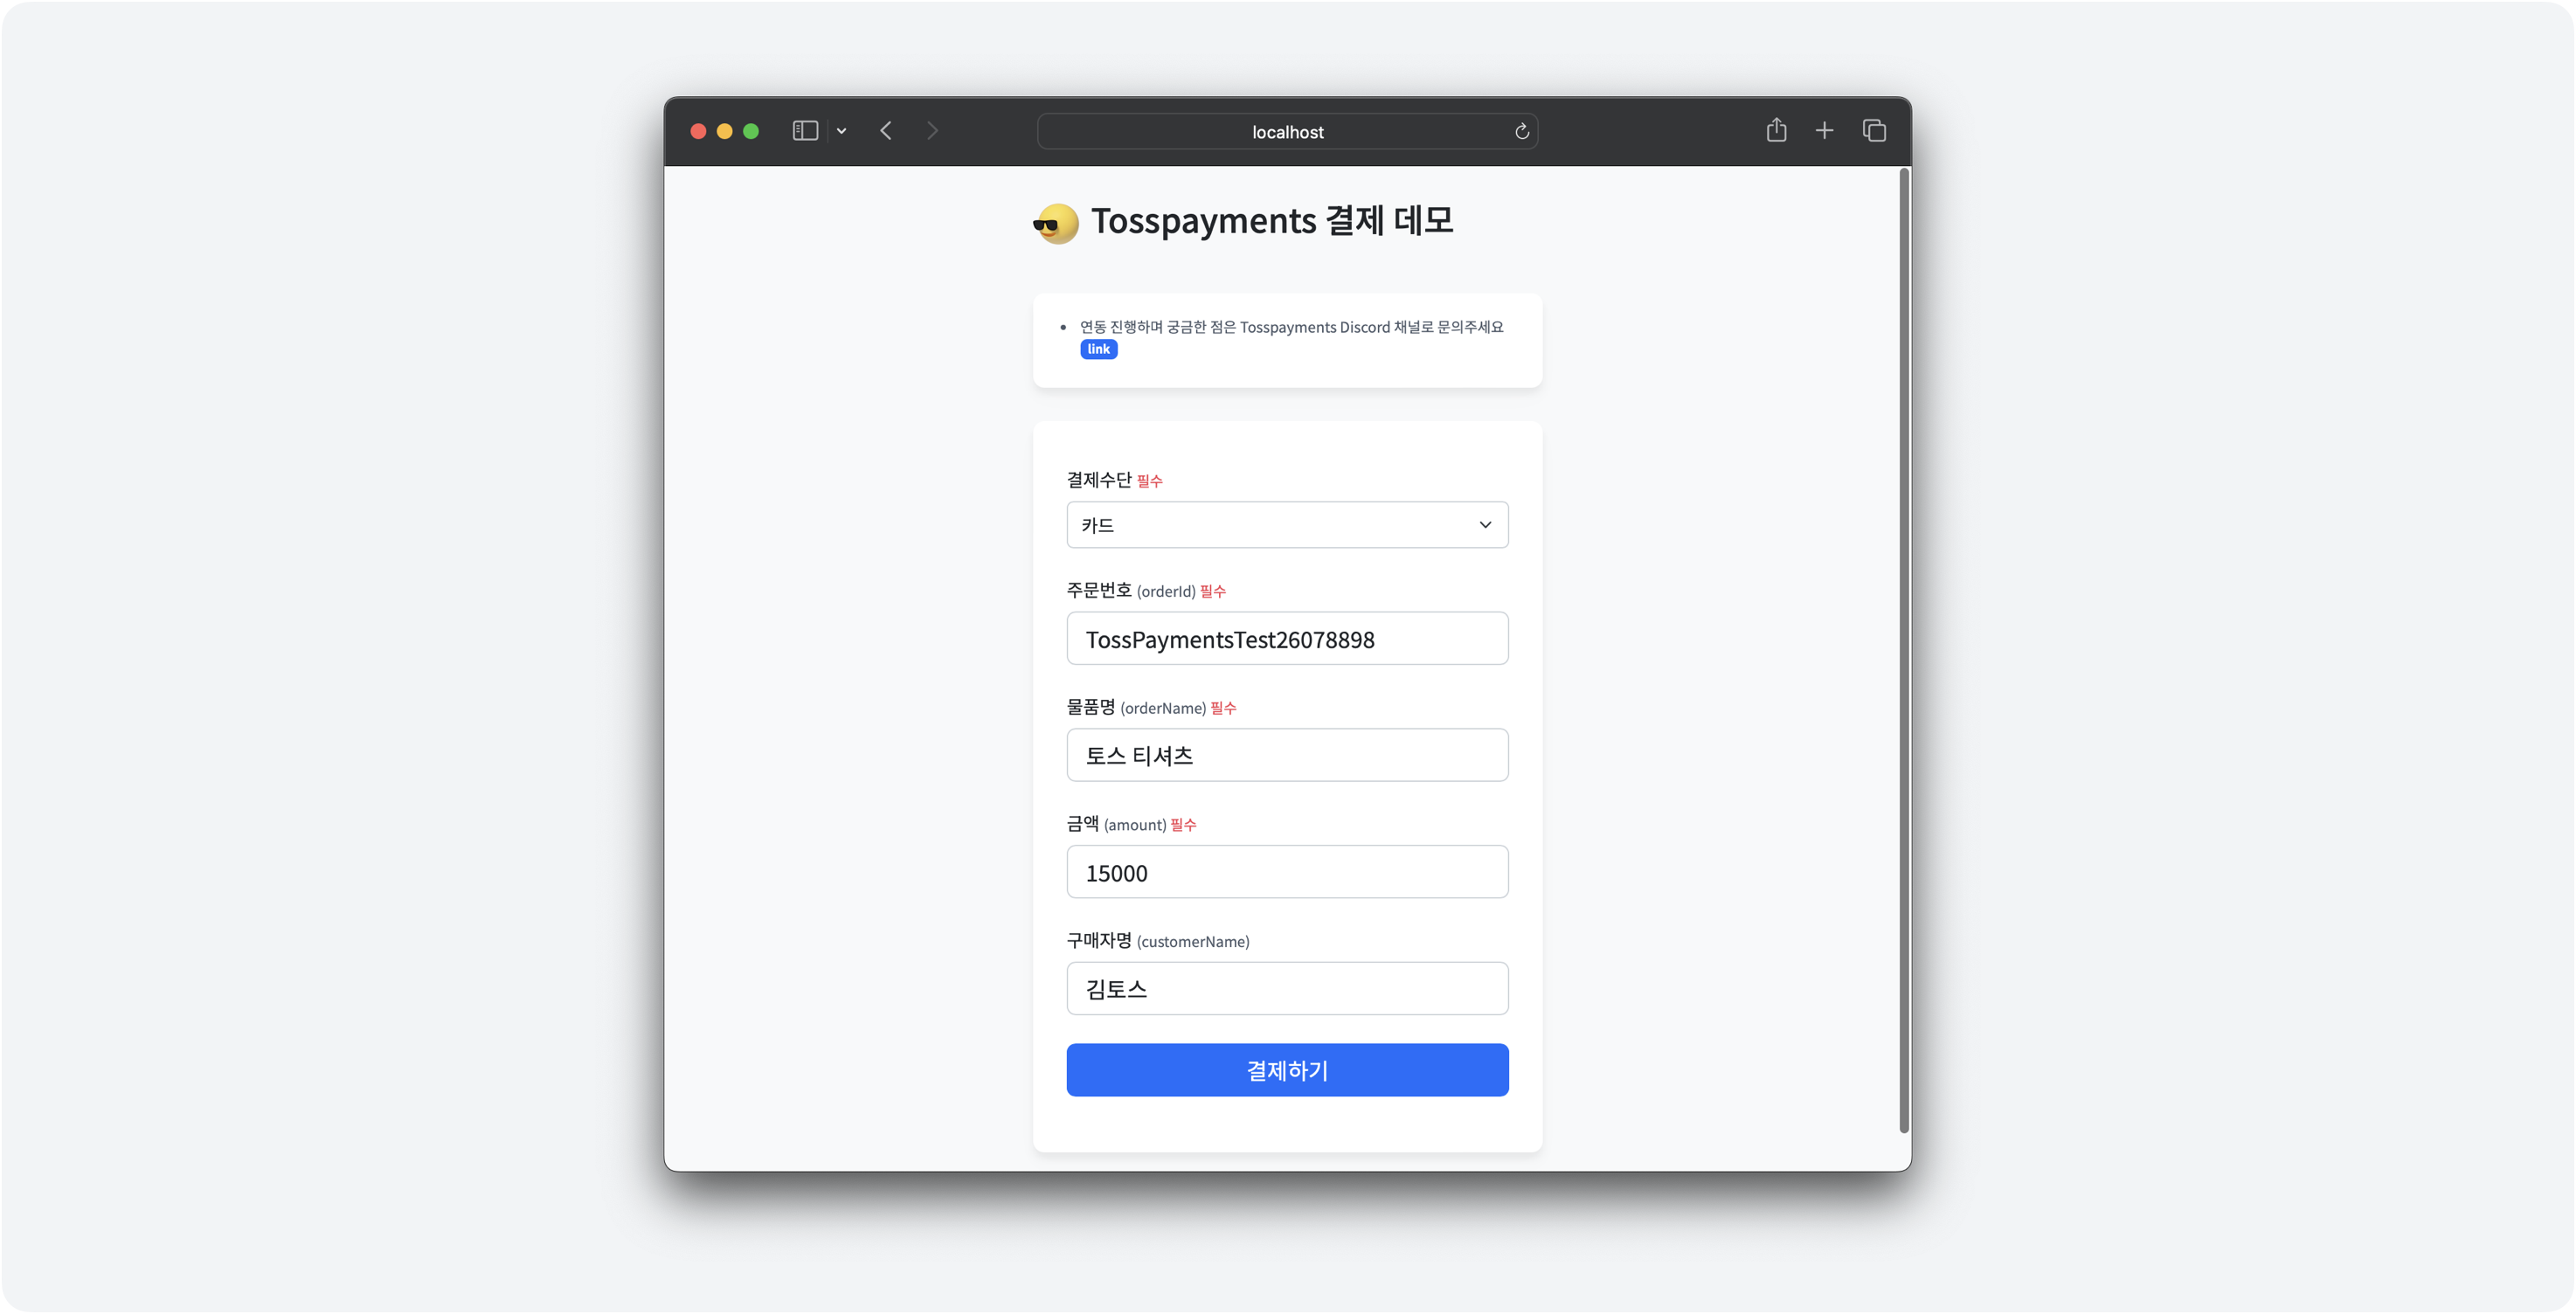 localhost
Tosspayments 결제 데모
연동 진행하며 궁금한 점은 Tosspayments Discord 채널로 문의주세요
link
결제수단 필수
카드
주문번호 (orderId) 필수
TossPaymentsTest26078898
물품명 (orderName) 필수
토스 티셔츠
금액 (amount) 필수
15000
구매자명 (customerName)
김토스
결제하기